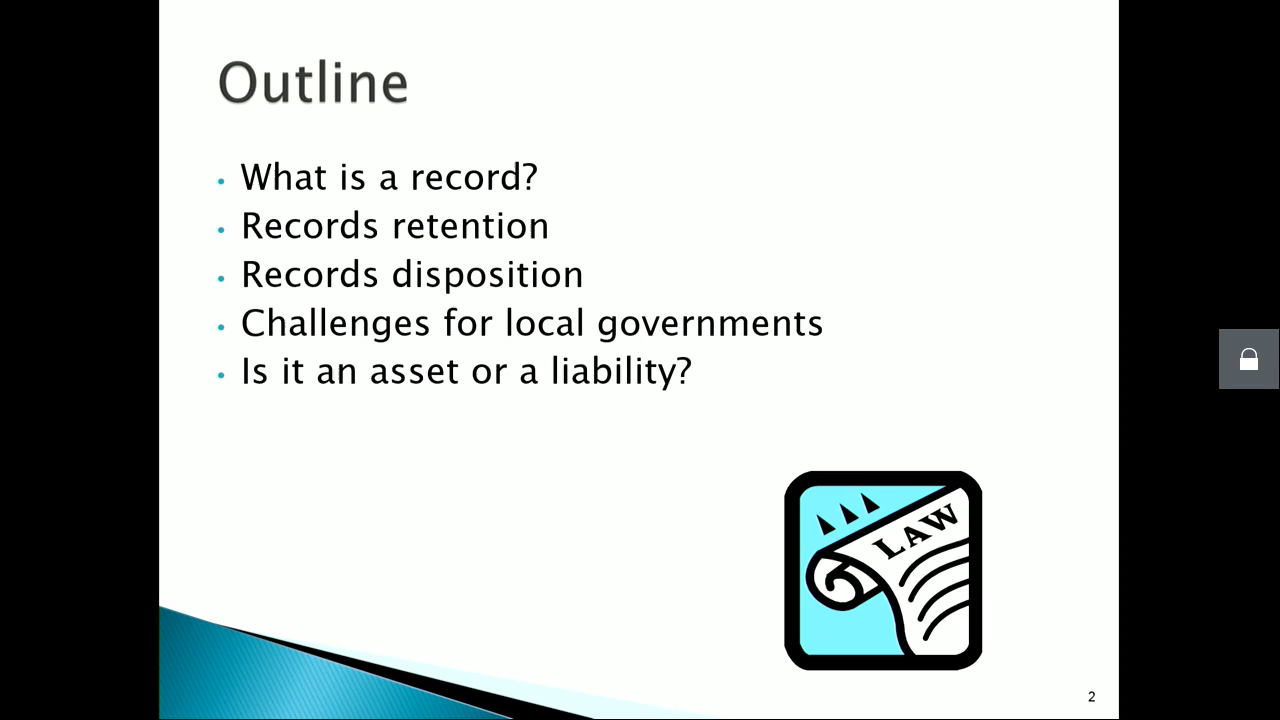 Outline
• What is a record?
• Records retention
• Records disposition
• Challenges for local governments
• Is it an asset or a liability?
LAW
2